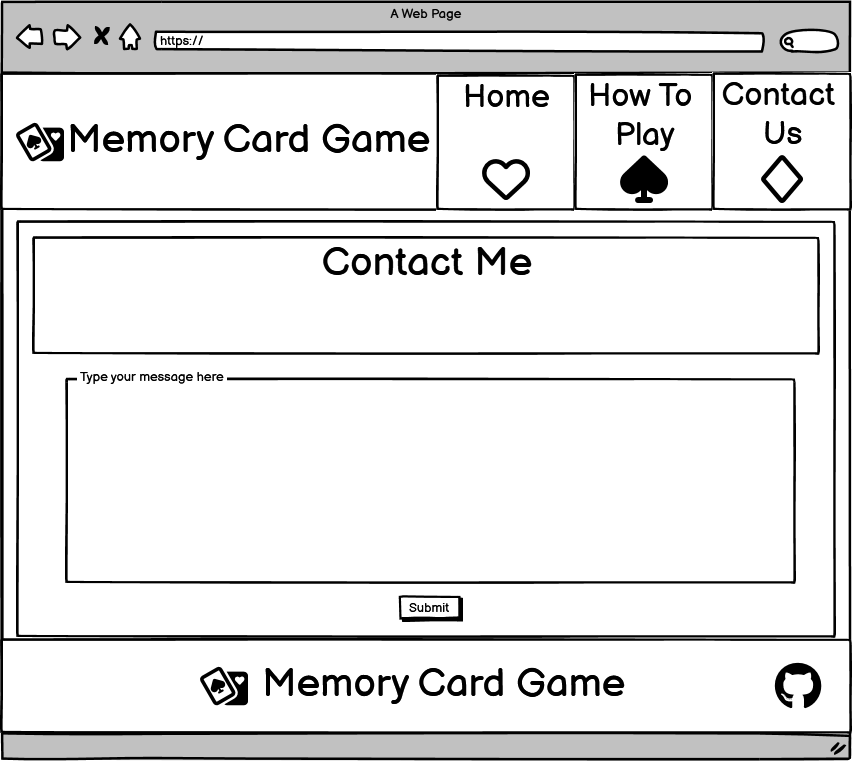 A Web Page
https://
Memory Card Game
Home
How To
Play
Contact
Us
Contact Me
Type your message here
Submit
Memory Card Game